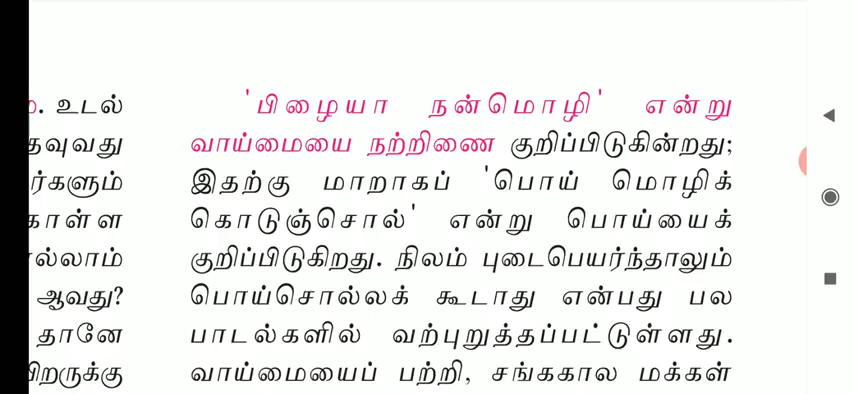 ம. உடல்
தவுவது
ர்களும்
காள்ள
ல்லாம்
ஆவது?
தானே
பிறருக்கு
'பிழையா நன்மொழி' என்று
வாய்மையை நற்றிணை குறிப்பிடுகின்றது;
இதற்கு மாறாகப் 'பொய் மொழிக்
கொடுஞ்சொல்' என்று பொய்யைக்
குறிப்பிடுகிறது. நிலம் புடைபெயர்ந்தாலும்
பொய்சொல்லக் கூடாது என்பது பல
பாடல்களில் வற்புறுத்தப்பட்டுள்ளது.
வாய்மையைப் பற்றி, சங்ககால மக்கள்